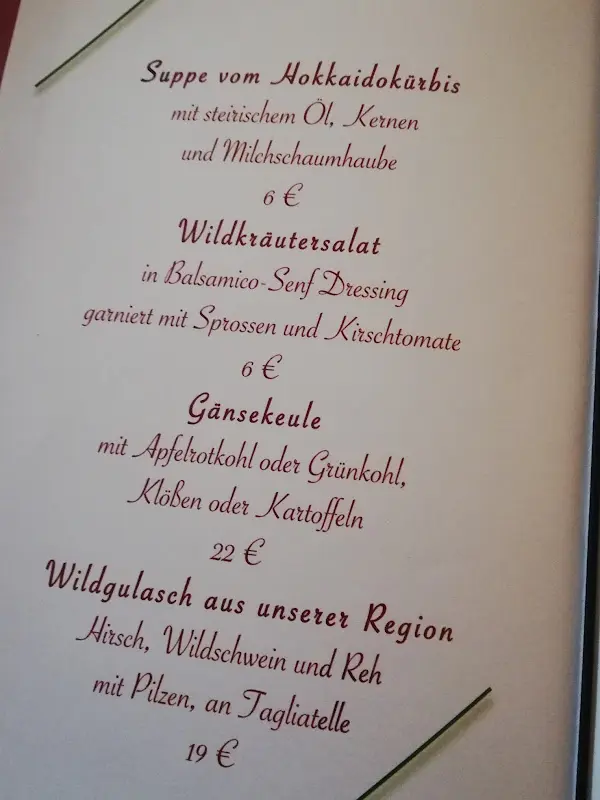 Suppe vom Hokkaidokürbis
mit steirischem Öl, Kernen
und Milchschaumhaube
6 €
Wildkräutersalat
in Balsamico-Senf Dressing
garniert mit Sprossen und Kirschtomate
6 €
Gänsekeule
mit Apfelrotkohl oder Grünkohl,
Klößen oder Kartoffeln
22 €
Wildgulasch aus unserer Region
Hirsch, Wildschwein und Reh
mit Pilzen, an Tagliatelle
19 €